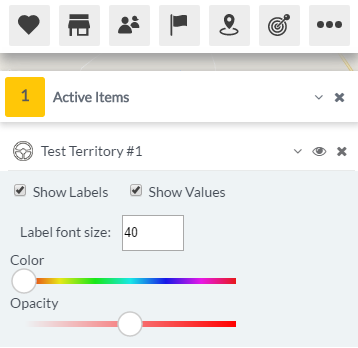 1 Active Items
Test Territory #1
Show Labels Show Values
Label font size: 40
Color
Opacity